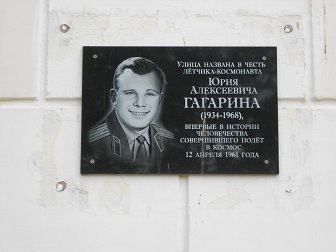 Улица названа в честь
лётчика-космонавта
Юрия
Алексеевича
ГАГАРИНА
(1934-1968),
впервые в истории
человечества
совершившего полёт
в космос
12 апреля 1961 года